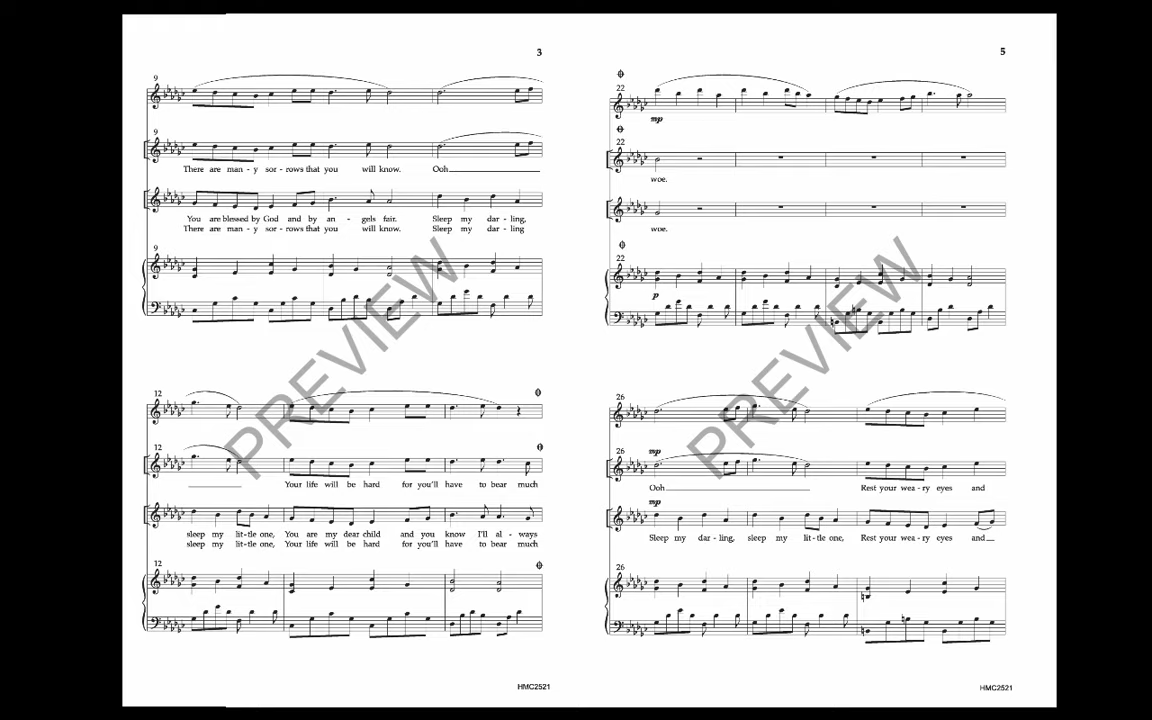 3
9
9
There are man - y sor - rows that you will know. Ooh
You are blessed by God and by an - gels fair. Sleep my dar - ling,
There are man - y sor - rows that you will know. Sleep my dar - ling
9
12
12
Your life will be hard for you'll have to bear much
sleep my lit - tle one, You are my dear child and you know I'll al - ways
sleep my lit - tle one, Your life will be hard for you'll have to bear much
12
PREVIEW
HMC2521
5
22
mp
22
woe.
22
woe.
22
p
26
mp
26
Ooh Rest your wea - ry eyes and
mp
Sleep my dar - ling, sleep my lit - tle one, Rest your wea - ry eyes and
26
PREVIEW
HMC2521